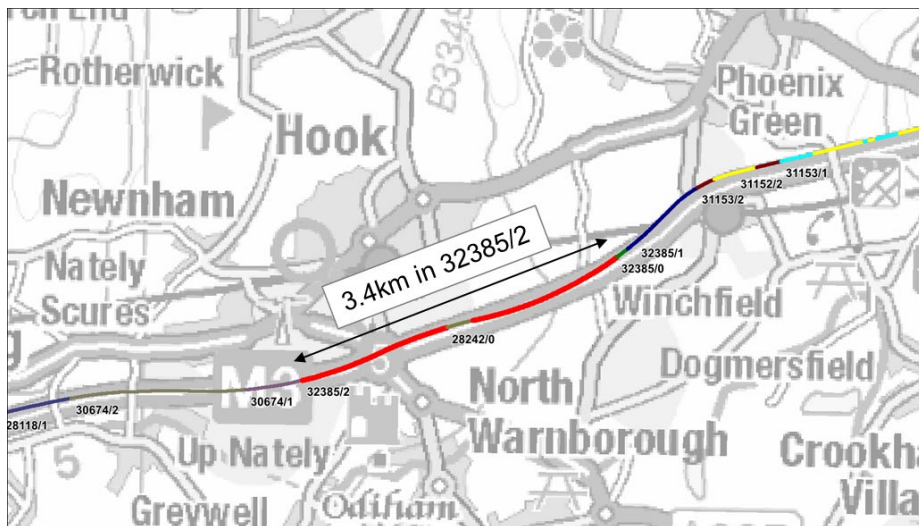 Rotherwick
B334
Phoenix
Green
Hook
31153/1
31152/2
31153/2
Newnham
3.4km in 32385/2
32385/1
32385/0
Nately
Scures
Winchfield
28242/0
Dogmersfield
M3
30674/1
32385/2
30674/2
28118/1
North
Warnborough
Up Nately
5
Crookha
Villa
Greywell
Odiham